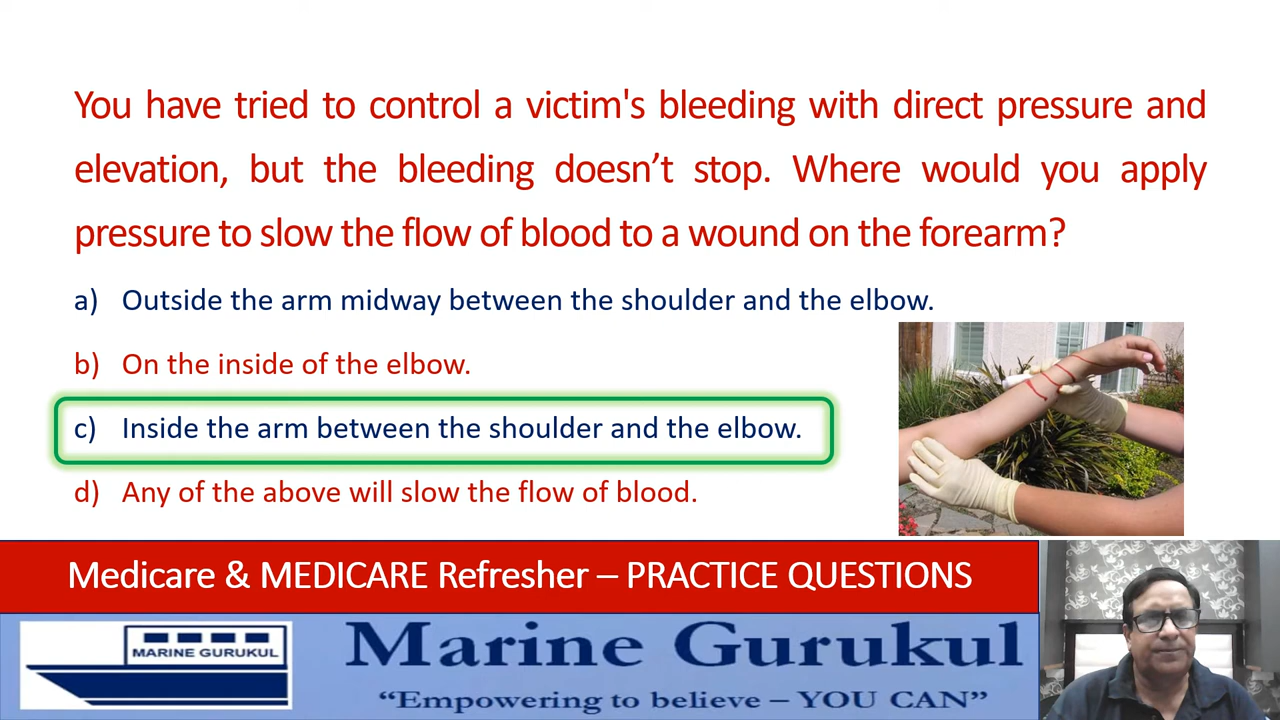 You have tried to control a victim's bleeding with direct pressure and
elevation, but the bleeding doesn’t stop. Where would you apply
pressure to slow the flow of blood to a wound on the forearm?
a) Outside the arm midway between the shoulder and the elbow.
b) On the inside of the elbow.
c) Inside the arm between the shoulder and the elbow.
d) Any of the above will slow the flow of blood.
Medicare & MEDICARE Refresher – PRACTICE QUESTIONS
MARINE GURUKUL
Marine Gurukul
“Empowering to believe – YOU CAN”